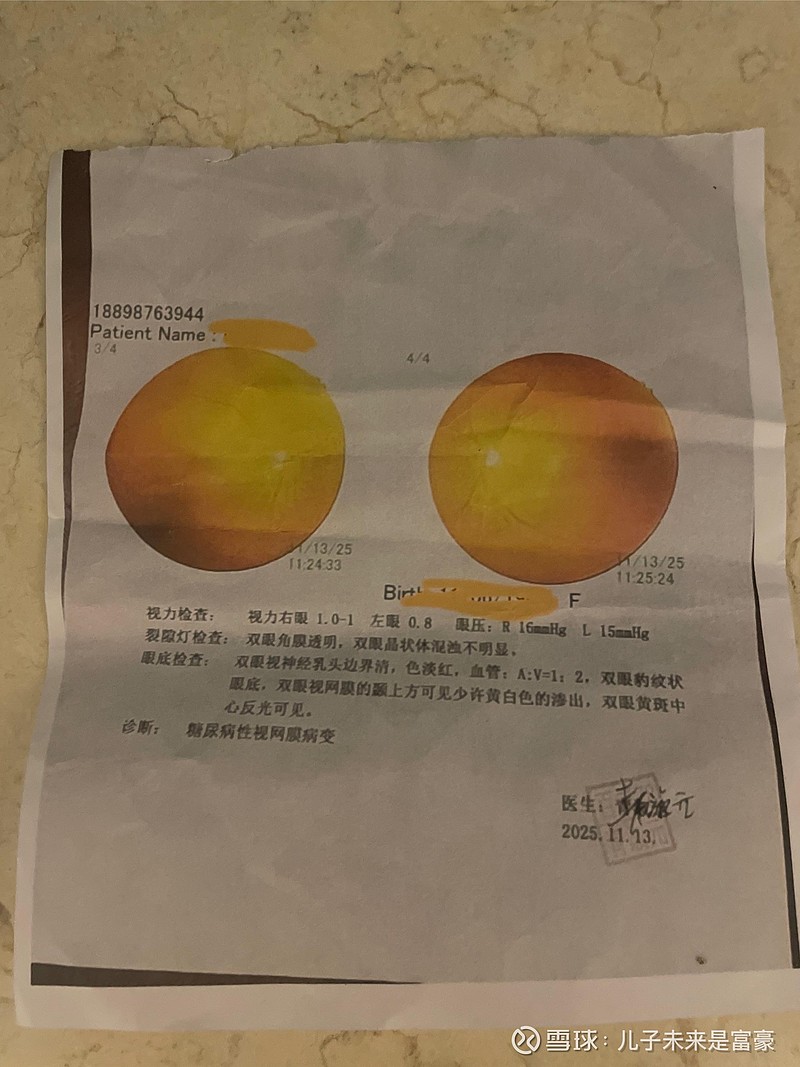 18898763944
Patient Name :
3/4
4/4
11/13/25
11:24:33
11/13/25
11:25:24
F
视力检查： 视力右眼 1.0-1 左眼 0.8 眼压：R 16mmHg L 15mmHg
裂隙灯检查： 双眼角膜透明，双眼晶状体混浊不明显。
眼底检查： 双眼视神经乳头边界清，色淡红，血管：A:V=1：2，双眼豹纹状
眼底，双眼视网膜的颞上方可见少许黄白色的渗出，双眼黄斑中
心反光可见。
诊断： 糖尿病性视网膜病变
医生：
2025.11.13.
雪球：儿子未来是富豪